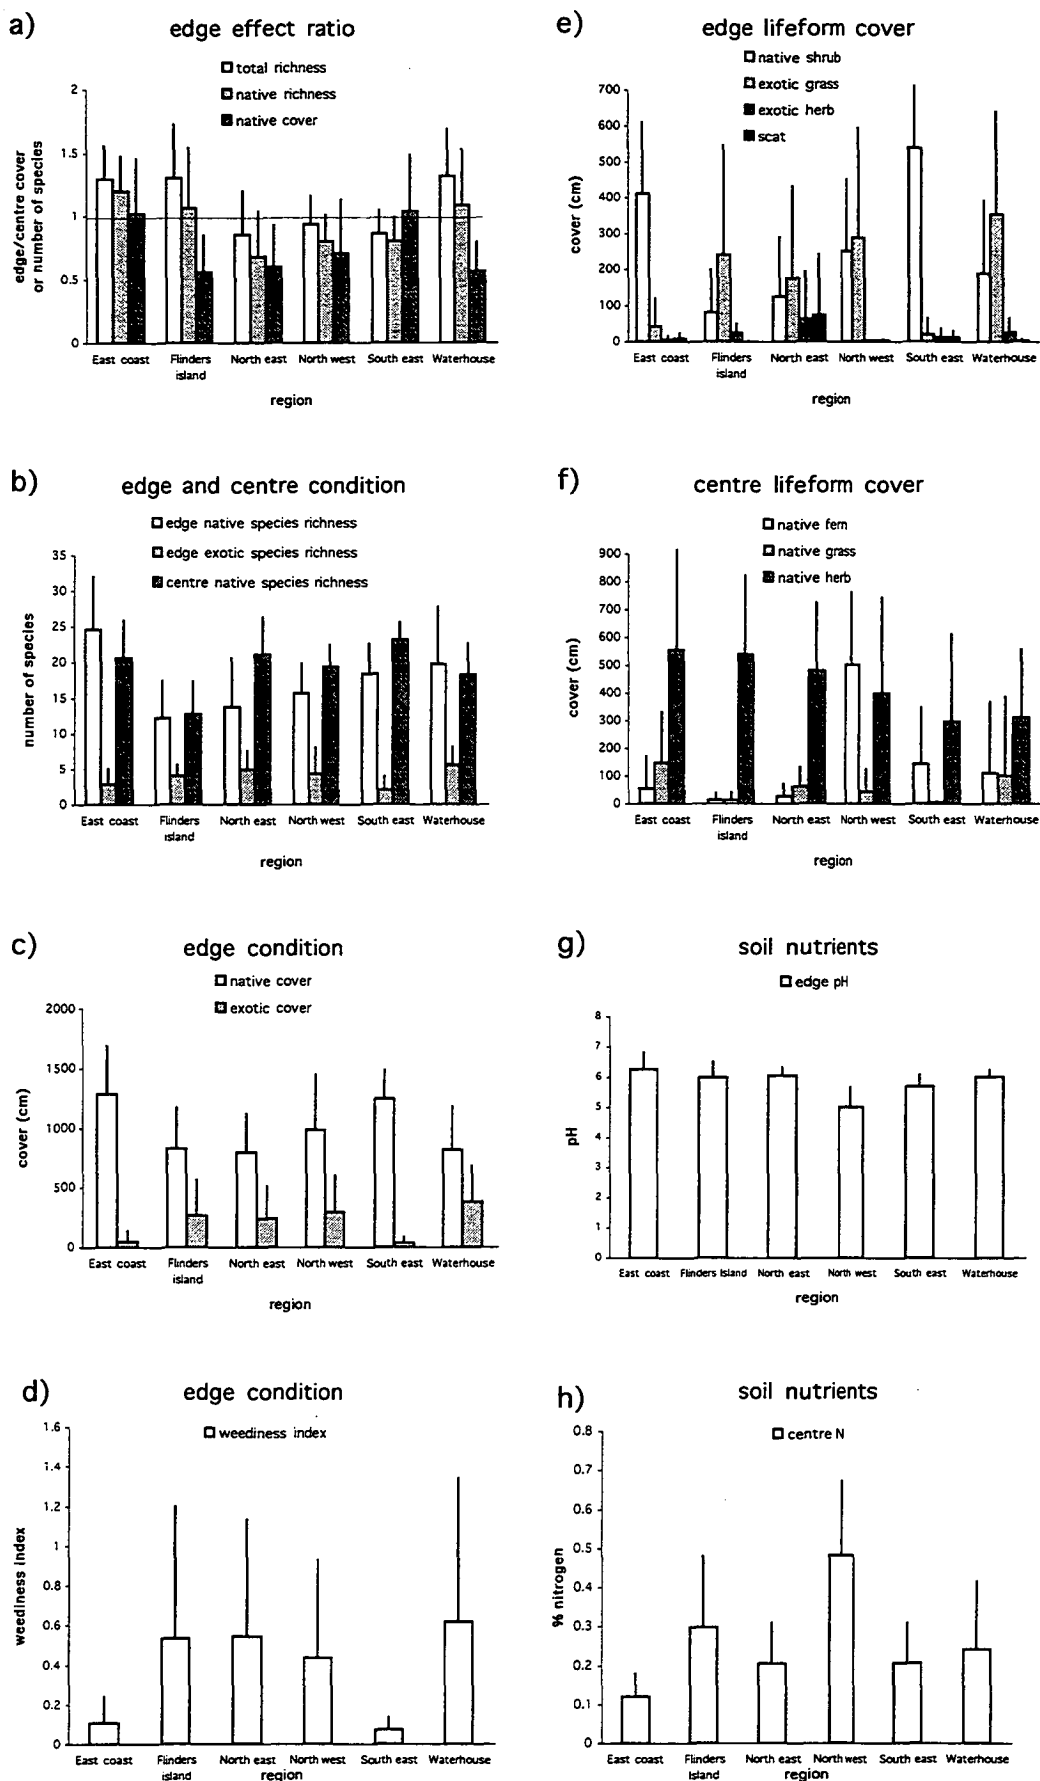 a)
edge effect ratio
total richness
native richness
native cover
2
1.5
1
0.5
0
edge/centre cover
or number of species
East coast
Flinders
island
North east
North west
South east
Waterhouse
region
b)
edge and centre condition
edge native species richness
edge exotic species richness
centre native species richness
35
30
25
20
15
10
5
0
number of species
East coast
Flinders
island
North east
North west
South east
Waterhouse
region
c)
edge condition
native cover
exotic cover
2000
1500
1000
500
0
cover (cm)
East coast
Flinders
island
North east
North west
South east
Waterhouse
region
d)
edge condition
weediness index
1.6
1.4
1.2
1
0.8
0.6
0.4
0.2
0
weediness index
East coast
Flinders
island
North east
North west
South east
Waterhouse
region
e)
edge lifeform cover
native shrub
exotic grass
exotic herb
scat
700
600
500
400
300
200
100
0
cover (cm)
East coast
Flinders
island
North east
North west
South east
Waterhouse
region
f)
centre lifeform cover
native fern
native grass
native herb
900
800
700
600
500
400
300
200
100
0
cover (cm)
East coast
Flinders
island
North east
North west
South east
Waterhouse
region
g)
soil nutrients
edge pH
8
7
6
5
4
3
2
1
0
pH
East coast
Flinders Island
North east
North west
South east
Waterhouse
region
h)
soil nutrients
centre N
0.8
0.7
0.6
0.5
0.4
0.3
0.2
0.1
0
% nitrogen
East coast
Flinders
Island
North east
North west
South east
Waterhouse
region